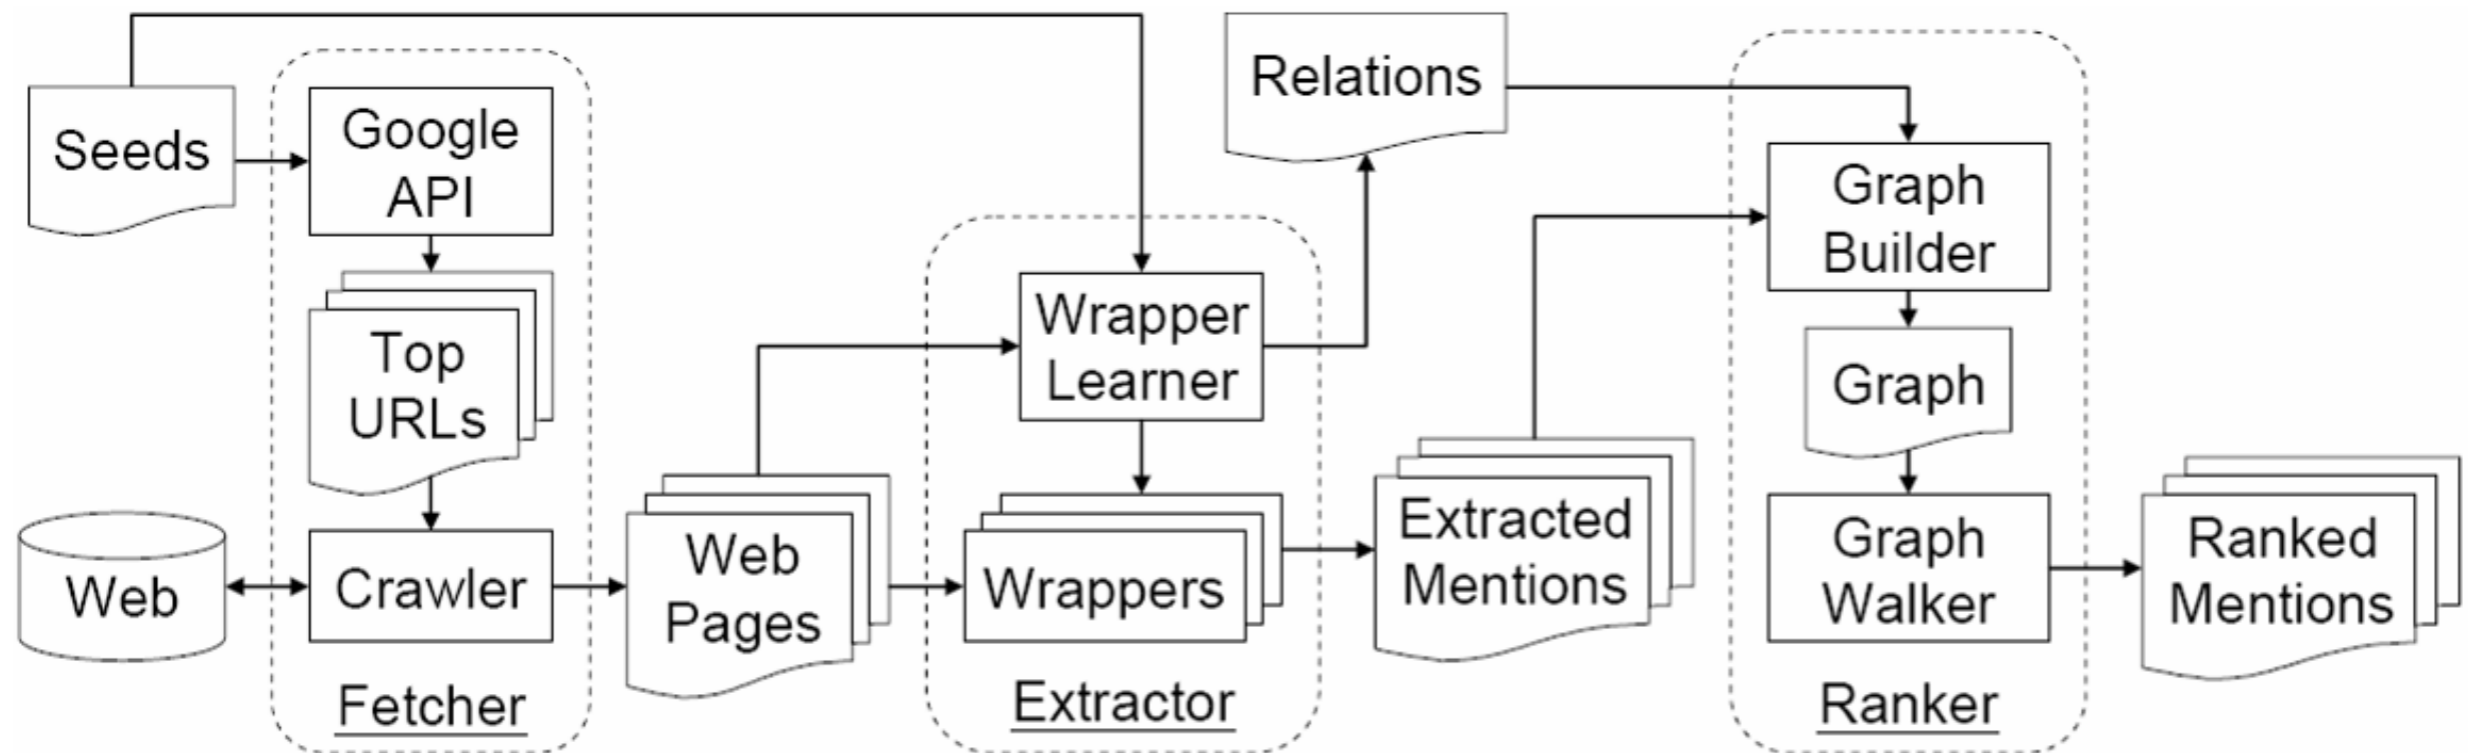 Seeds
Google
API
Top
URLs
Web
Crawler
Fetcher
Web
Pages
Wrapper
Learner
Wrappers
Extractor
Relations
Extracted
Mentions
Graph
Builder
Graph
Graph
Walker
Ranker
Ranked
Mentions